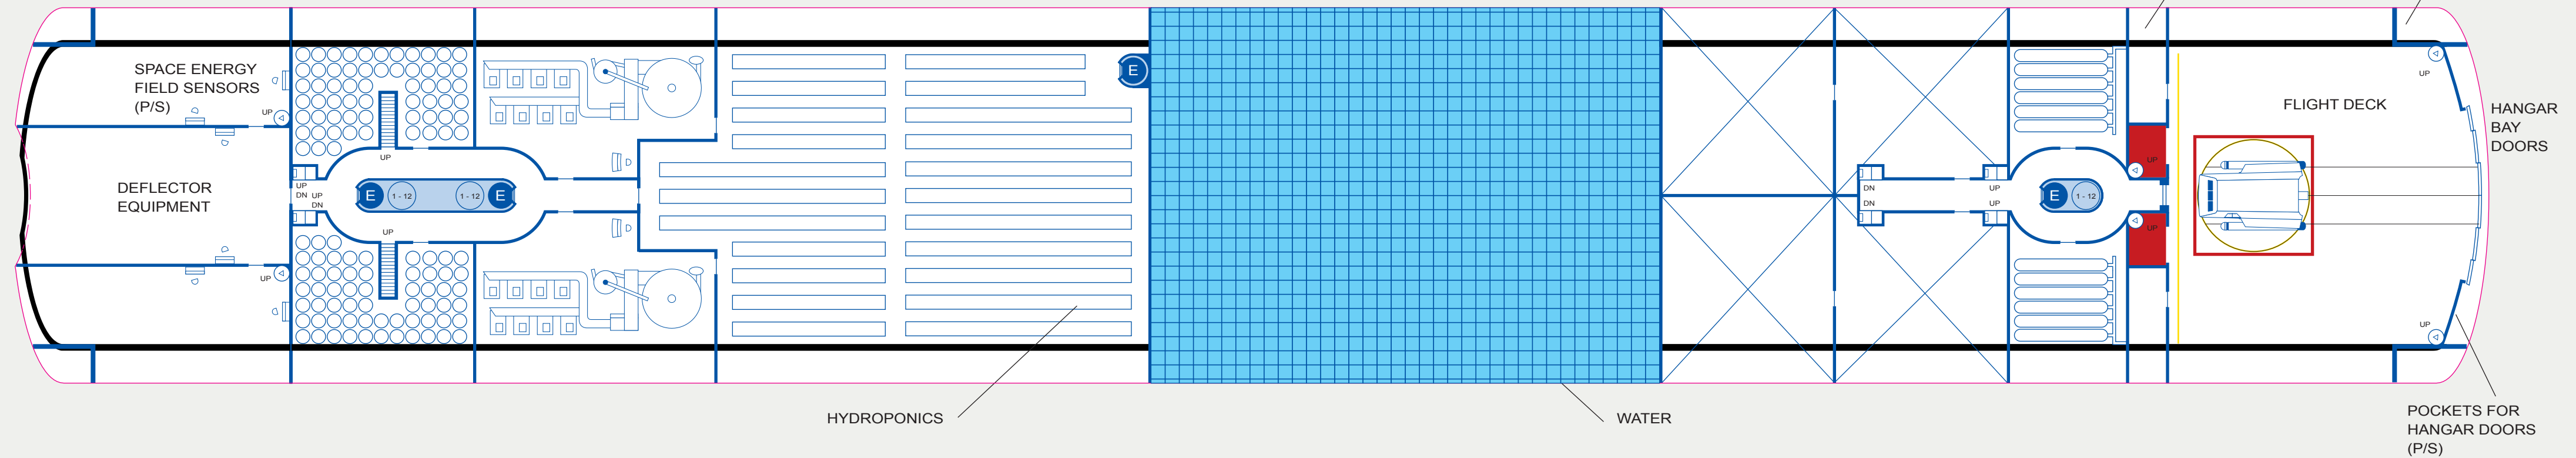 SPACE ENERGY
FIELD SENSORS
(P/S)
UP
DEFLECTOR
EQUIPMENT
UP
UP
DN
UP
DN
UP
E
1 - 12
1 - 12
E
UP
UP
E
HYDROPONICS
WATER
DN
DN
UP
UP
E
1 - 12
UP
UP
FLIGHT DECK
UP
UP
HANGAR
BAY
DOORS
POCKETS FOR
HANGAR DOORS
(P/S)